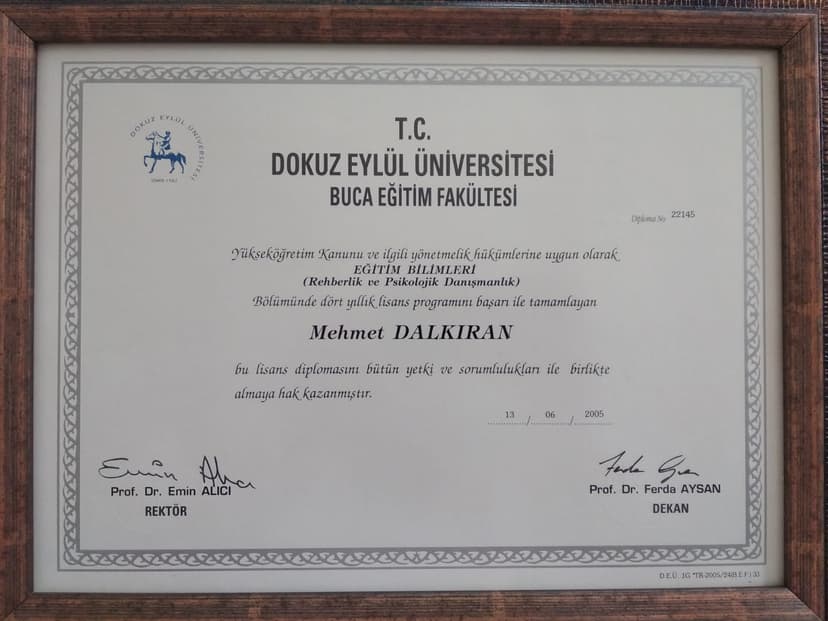 DOKUZ EYLÜL ÜNİVERSİTESİ
T.C.
DOKUZ EYLÜL ÜNİVERSİTESİ
BUCA EĞİTİM FAKÜLTESİ
Diploma No 22145
Yükseköğretim Kanunu ve ilgili yönetmelik hükümlerine uygun olarak
EĞİTİM BİLİMLERİ
(Rehberlik ve Psikolojik Danışmanlık)
Bölümünde dört yıllık lisans programını başarı ile tamamlayan
Mehmet DALKIRAN
bu lisans diplomasını bütün yetki ve sorumlulukları ile birlikte
almaya hak kazanmıştır.
13 / 06 / 2005
Emin Alıcı
Prof. Dr. Emin ALICI
REKTÖR
Prof. Dr. Ferda AYSAN
DEKAN